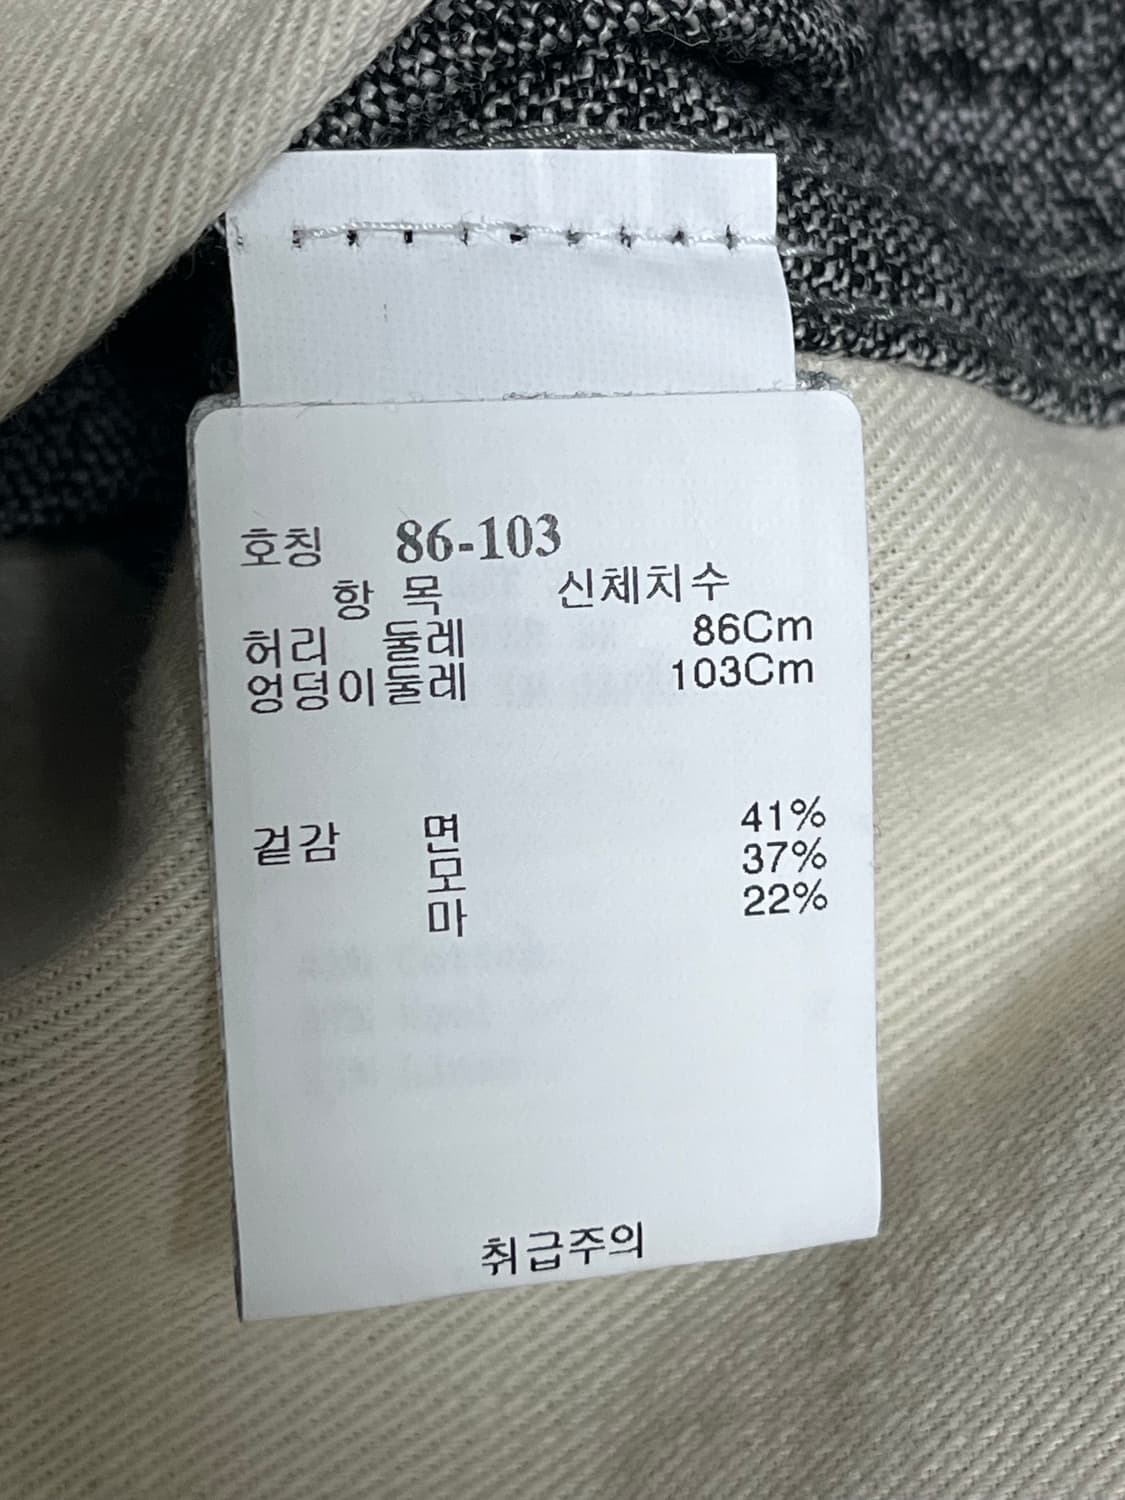 호칭 86-103
항 목 신체치수
허리 둘레 86Cm
엉덩이둘레 103Cm
겉감 면 41%
모 37%
마 22%
취급주의